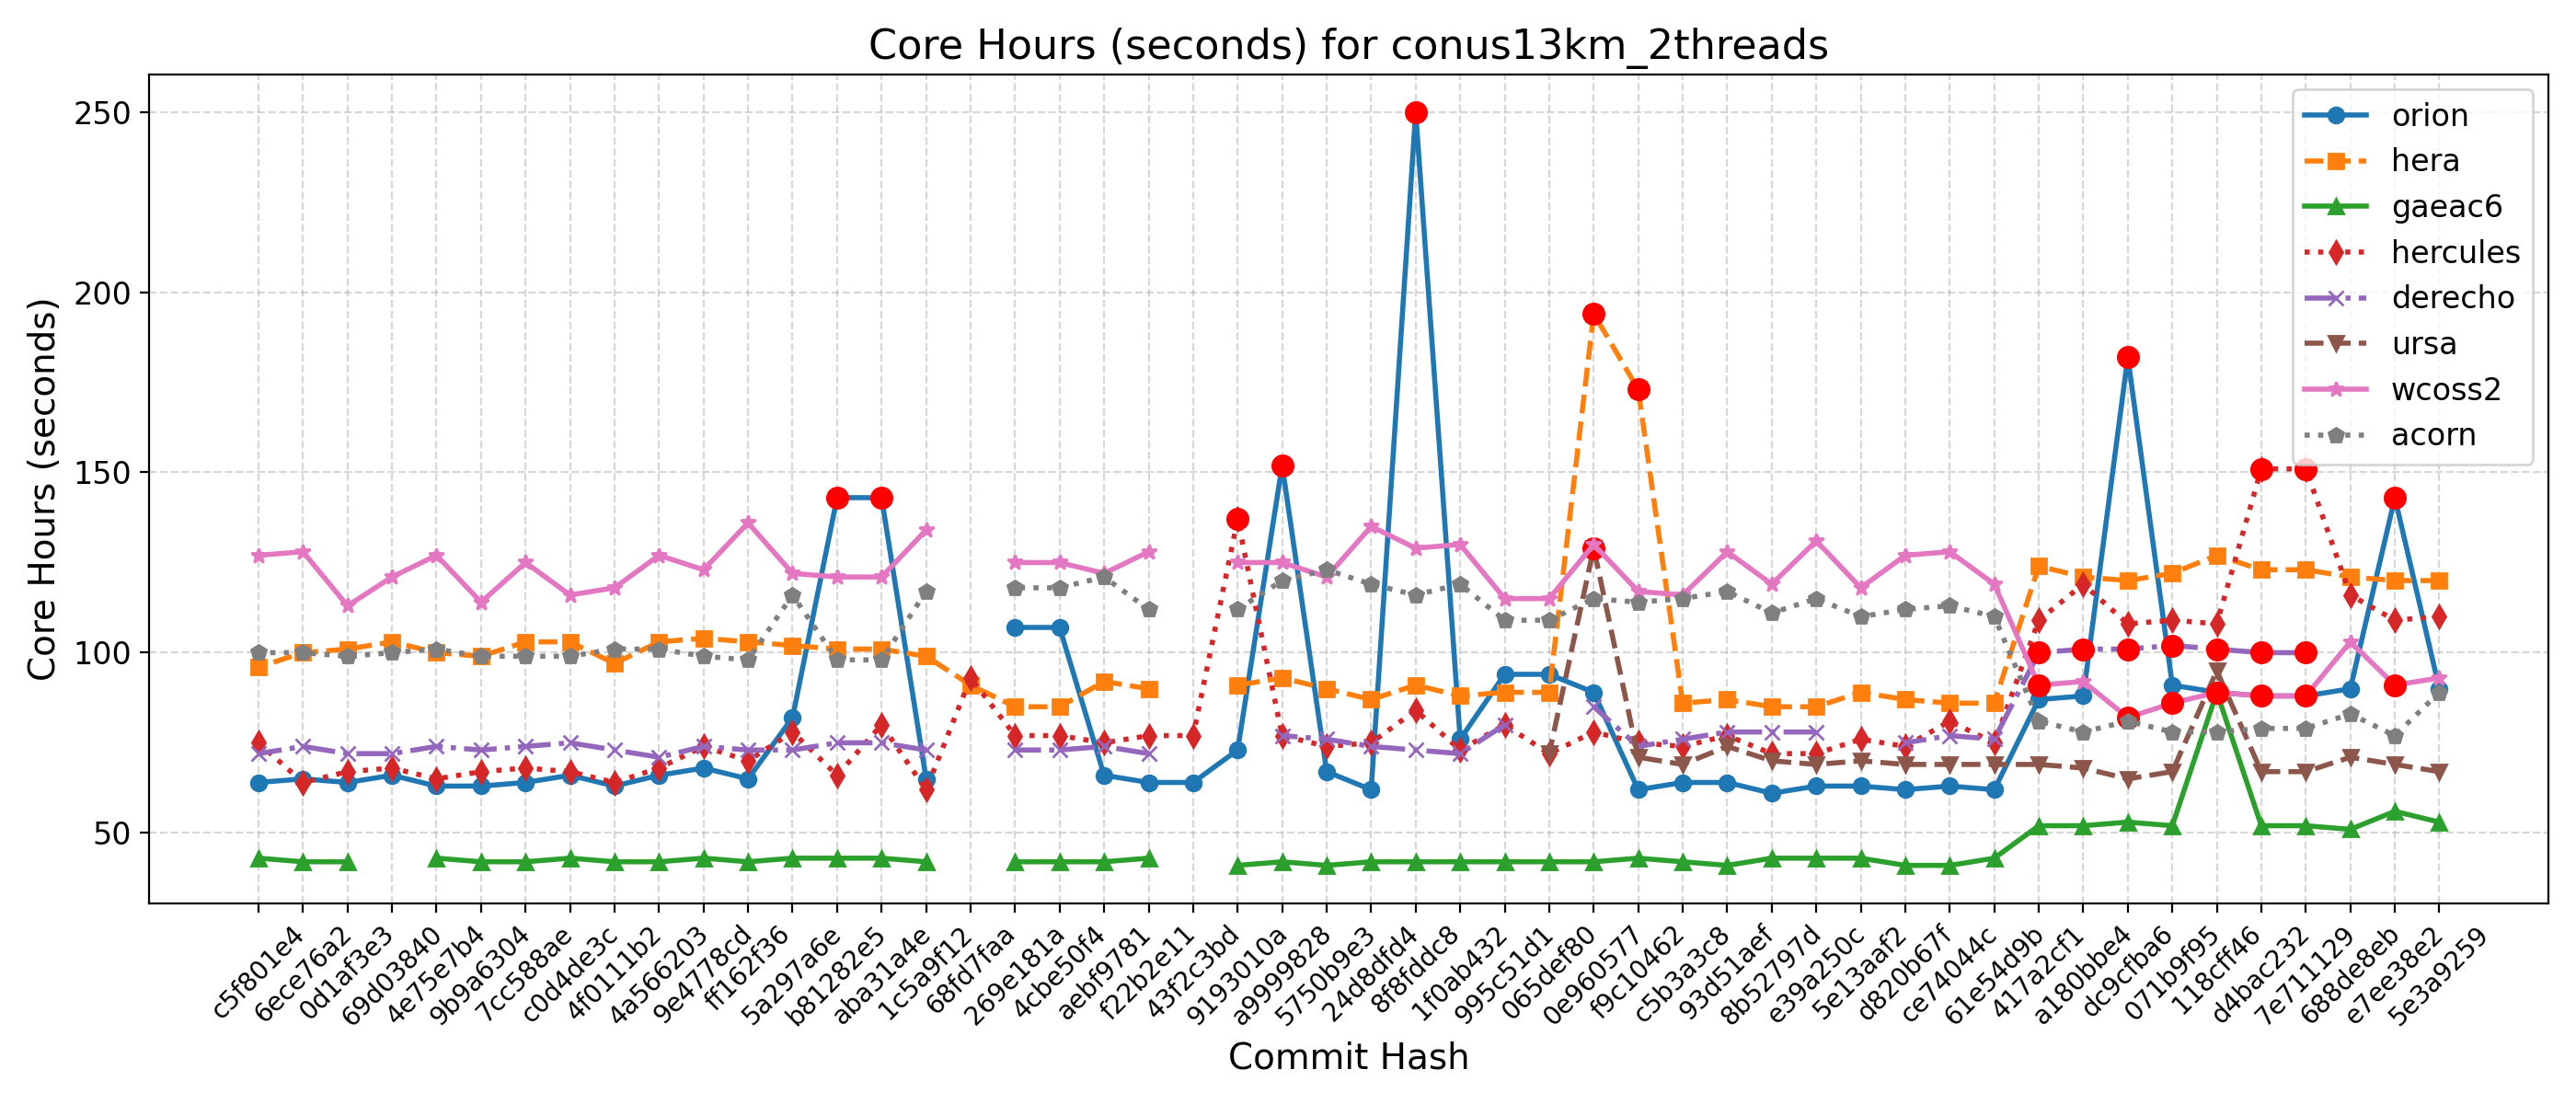 Core Hours (seconds) for conus13km_2threads
Core Hours (seconds)
250
200
150
100
50
orion
hera
gaeac6
hercules
derecho
ursa
wcoss2
acorn
c5f801e4
6ece76a2
0d1af3e3
69d03840
4e75e7b4
9b9a6304
7cc588ae
c0d4de3c
4f0111b2
4a566203
9e4778cd
ff162f36
5a297a6e
b81282e5
aba31a4e
1c5a9f12
68fd7faa
269e181a
4cbe50f4
aebf9781
f22b2e11
43f2c3bd
9193010a
a9999828
5750b9e3
24d8dfd4
8f8fddc8
1f0ab432
995c51d1
065def80
0e960577
f9c10462
c5b3a3c8
93d51aef
8b52797d
e39a250c
5e13aaf2
d820b67f
ce74044c
61e54d9b
417a2cf1
a180bbe4
dc9cfba6
071b9f95
118cff46
d4bac232
7e711129
688de8eb
e7ee38e2
5e3a9259
Commit Hash